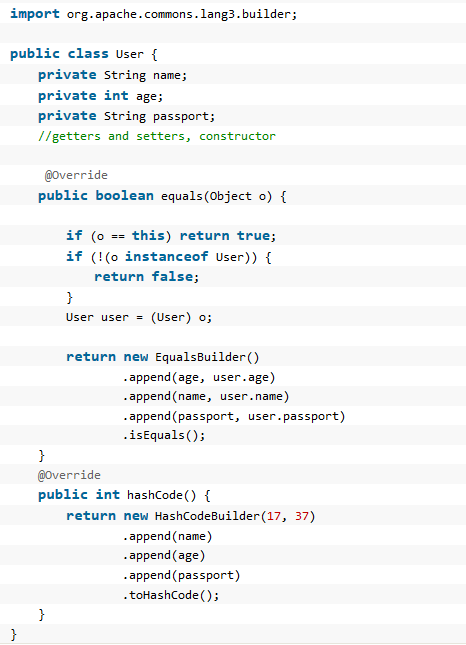 import org.apache.commons.lang3.builder;
public class User {
private String name;
private int age;
private String passport;
//getters and setters, constructor
@Override
public boolean equals(Object o) {
if (o == this) return true;
if (!(o instanceof User)) {
return false;
}
User user = (User) o;
return new EqualsBuilder()
.append(age, user.age)
.append(name, user.name)
.append(passport, user.passport)
.isEquals();
}
@Override
public int hashCode() {
return new HashCodeBuilder(17, 37)
.append(name)
.append(age)
.append(passport)
.toHashCode();
}
}